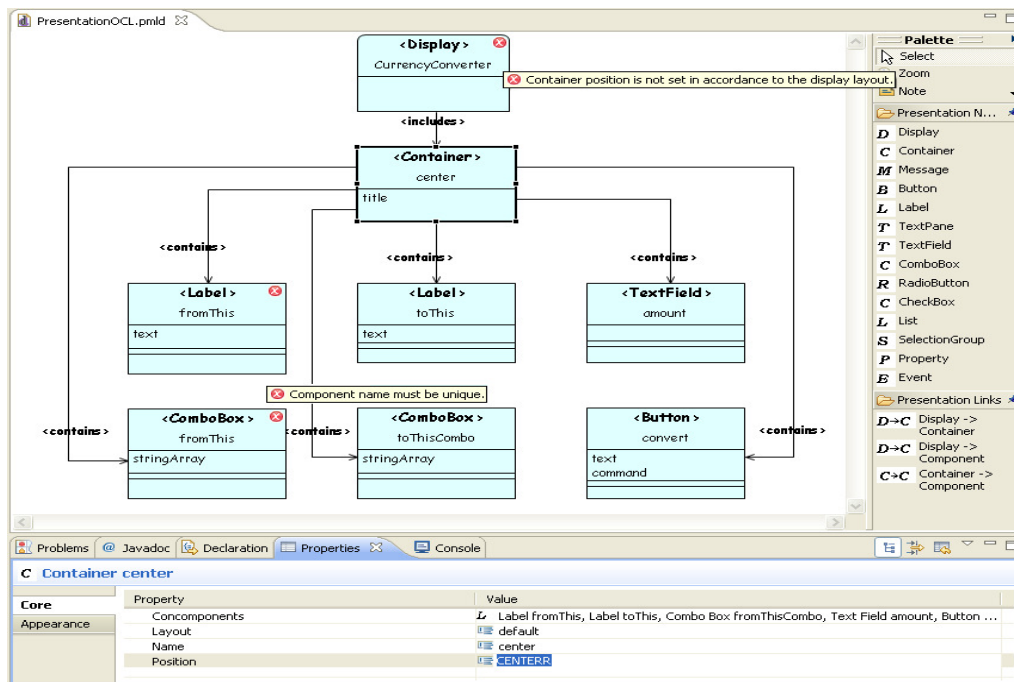 PresentationOCL.pmld
<Display>
CurrencyConverter
Container position is not set in accordance to the display layout.
<includes>
<Container>
center
title
<contains>
<contains>
<contains>
<Label>
fromThis
text
<Label>
toThis
text
<TextField>
amount
Component name must be unique.
<contains>
<ComboBox>
fromThis
stringArray
<contains>
<ComboBox>
toThisCombo
stringArray
<Button>
convert
text
command
<contains>
Palette
Select
Zoom
Note
Presentation N...
D Display
C Container
M Message
B Button
L Label
T TextPane
T TextField
C ComboBox
R RadioButton
C CheckBox
L List
S SelectionGroup
P Property
E Event
Presentation Links
D→C Display ->
Container
D→C Display ->
Component
C→C Container ->
Component
Problems @ Javadoc Declaration Properties Console
C Container center
Core
Appearance
Property Value
Concomponents L Label fromThis, Label toThis, Combo Box fromThisCombo, Text Field amount, Button ...
Layout default
Name center
Position CENTERR